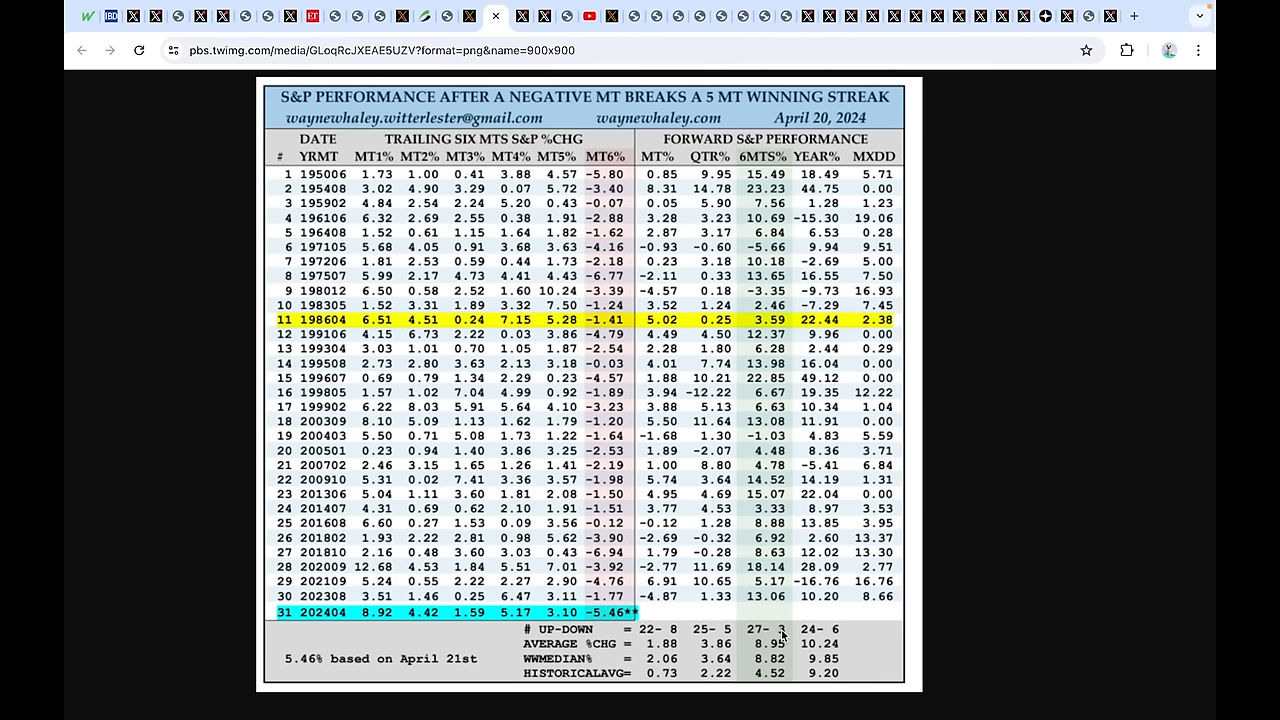 pbs.twimg.com/media/GLoqRcJXEAE5UZV?format=png&name=900x900
S&P PERFORMANCE AFTER A NEGATIVE MT BREAKS A 5 MT WINNING STREAK
waynewhaley.witterlester@gmail.com waynewhaley.com April 20, 2024
DATE TRAILING SIX MTS S&P %CHG FORWARD S&P PERFORMANCE
# YRMT MT1% MT2% MT3% MT4% MT5% MT6% MT% QTR% 6MTS% YEAR% MXDD
1 195006 1.73 1.00 0.41 3.88 4.57 -5.80 0.85 9.95 15.49 18.49 5.71
2 195408 3.02 4.90 3.29 0.07 5.72 -3.40 8.31 14.78 23.23 44.75 0.00
3 195902 4.84 2.54 2.24 5.20 0.43 -0.07 0.05 5.90 7.56 1.28 1.23
4 196106 6.32 2.69 2.55 0.38 1.91 -2.88 3.28 3.23 10.69 -15.30 19.06
5 196408 1.52 0.61 1.15 1.64 1.82 -1.62 2.87 3.17 6.84 6.53 0.28
6 197105 5.68 4.05 0.91 3.68 3.63 -4.16 -0.93 -0.60 -5.66 9.94 9.51
7 197206 1.81 2.53 0.59 0.44 1.73 -2.18 0.23 3.18 10.18 -2.69 5.00
8 197507 5.99 2.17 4.73 4.41 4.43 -6.77 -2.11 0.33 13.65 16.55 7.50
9 198012 6.50 0.58 2.52 1.60 10.24 -3.39 -4.57 0.18 -3.35 -9.73 16.93
10 198305 1.52 3.31 1.89 3.32 7.50 -1.24 3.52 1.24 2.46 -7.29 7.45
11 198604 6.51 4.51 0.24 7.15 5.28 -1.41 5.02 0.25 3.59 22.44 2.38
12 199106 4.15 6.73 2.22 0.03 3.86 -4.79 4.49 4.50 12.37 9.96 0.00
13 199304 3.03 1.01 0.70 1.05 1.87 -2.54 2.28 1.80 6.28 2.44 0.29
14 199508 2.73 2.80 3.63 2.13 3.18 -0.03 4.01 7.74 13.98 16.04 0.00
15 199607 0.69 0.79 1.34 2.29 0.23 -4.57 1.88 10.21 22.85 49.12 0.00
16 199805 1.57 1.02 7.04 4.99 0.92 -1.89 3.94 -12.22 6.67 19.35 12.22
17 199902 6.22 8.03 5.91 5.64 4.10 -3.23 3.88 5.13 6.63 10.34 1.04
18 200309 8.10 5.09 1.13 1.62 1.79 -1.20 5.50 11.64 13.08 11.91 0.00
19 200403 5.50 0.71 5.08 1.73 1.22 -1.64 -1.68 1.30 -1.03 4.83 5.59
20 200501 0.23 0.94 1.40 3.86 3.25 -2.53 1.89 -2.07 4.48 8.36 3.71
21 200702 2.46 3.15 1.65 1.26 1.41 -2.19 1.00 8.80 4.78 -5.41 6.84
22 200910 5.31 0.02 7.41 3.36 3.57 -1.98 5.74 3.64 14.52 14.19 1.31
23 201306 5.04 1.11 3.60 1.81 2.08 -1.50 4.95 4.69 15.07 22.04 0.00
24 201407 4.31 0.69 0.62 2.10 1.91 -1.51 3.77 4.53 3.33 8.97 3.53
25 201608 6.60 0.27 1.53 0.09 3.56 -0.12 -0.12 1.28 8.88 13.85 3.95
26 201802 1.93 2.22 2.81 0.98 5.62 -3.90 -2.69 -0.32 6.92 2.60 13.37
27 201810 2.16 0.48 3.60 3.03 0.43 -6.94 1.79 -0.28 8.63 12.02 13.30
28 202009 12.68 4.53 1.84 5.51 7.01 -3.92 -2.77 11.69 18.14 28.09 2.77
29 202109 5.24 0.55 2.22 2.27 2.90 -4.76 6.91 10.65 5.17 -16.76 16.76
30 202308 3.51 1.46 0.25 6.47 3.11 -1.77 -4.87 1.33 13.06 10.20 8.66
31 202404 8.92 4.42 1.59 5.17 3.10 -5.46**
# UP-DOWN = 22- 8 25- 5 27- 3 24- 6
AVERAGE %CHG = 1.88 3.86 8.95 10.24
5.46% based on April 21st WWMEDIAN% = 2.06 3.64 8.82 9.85
HISTORICALAVG= 0.73 2.22 4.52 9.20